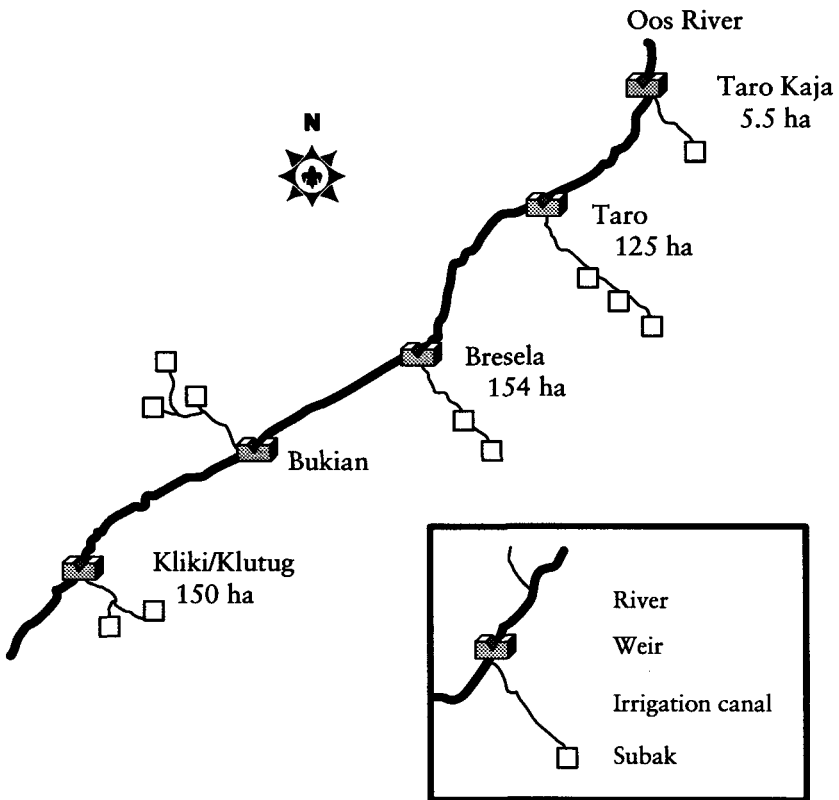 Oos River
Taro Kaja
5.5 ha
N
Taro
125 ha
Bresela
154 ha
Bukian
Kliki/Klutug
150 ha
River
Weir
Irrigation canal
Subak